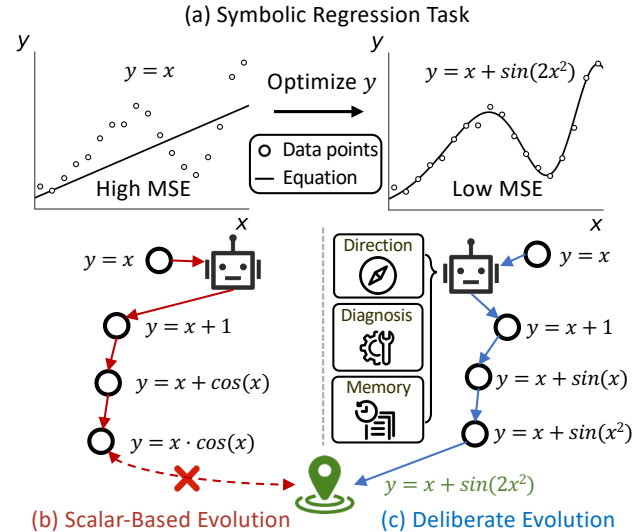 (a) Symbolic Regression Task
y
y = x
High MSE
x
Optimize y
Data points
Equation
y
y = x + sin(2x²)
Low MSE
x
y = x
y = x + 1
y = x + cos(x)
y = x · cos(x)
(b) Scalar-Based Evolution
Direction
Diagnosis
Memory
y = x
y = x + 1
y = x + sin(x)
y = x + sin(x²)
y = x + sin(2x²)
(c) Deliberate Evolution